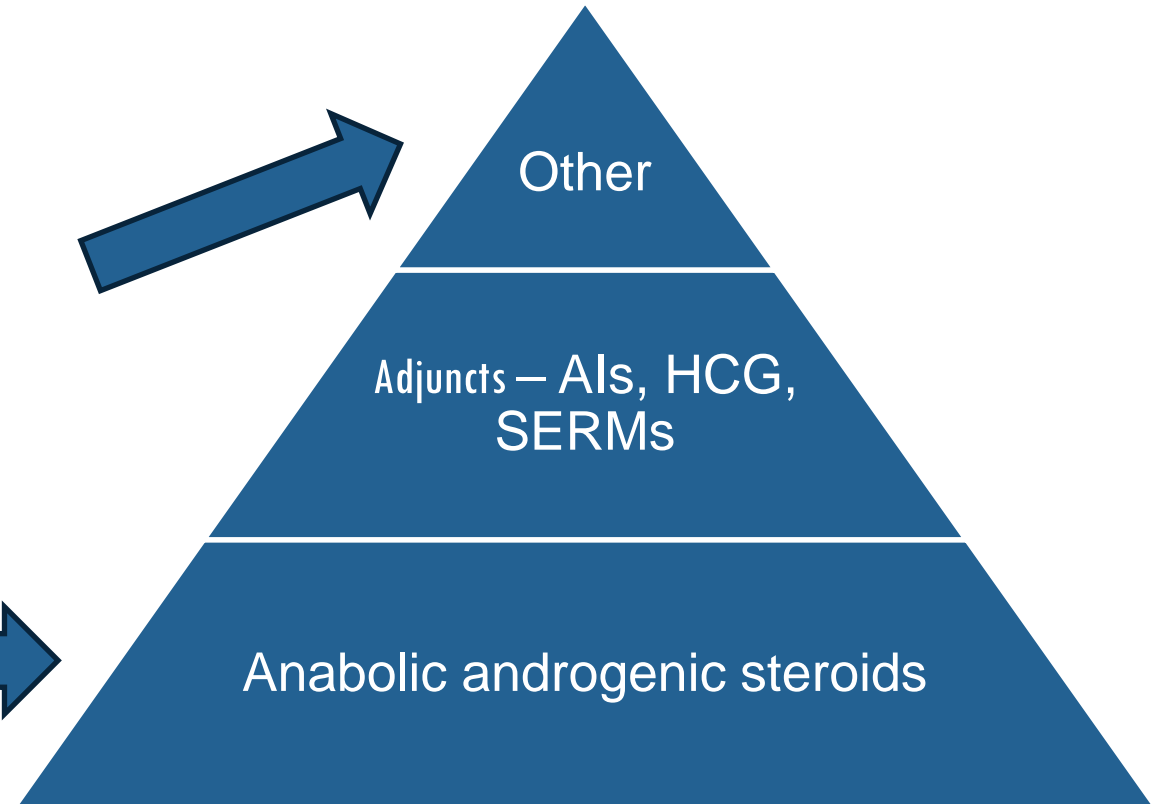 Other
Adjuncts – AIs, HCG,
SERMs
Anabolic androgenic steroids